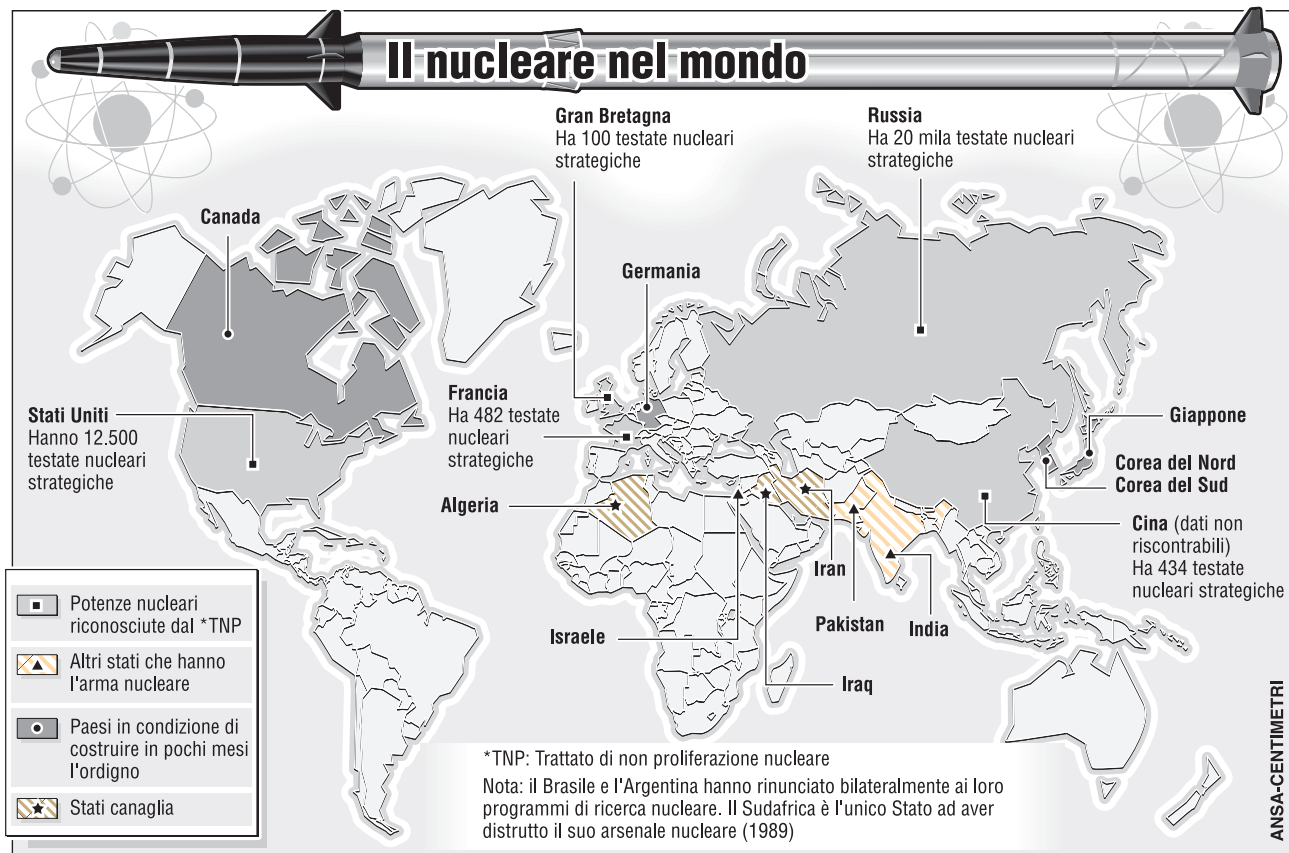 Il nucleare nel mondo
Gran Bretagna
Ha 100 testate nucleari
strategiche
Russia
Ha 20 mila testate nucleari
strategiche
Canada
Germania
Stati Uniti
Hanno 12.500
testate nucleari
strategiche
Francia
Ha 482 testate
nucleari
strategiche
Giappone
Corea del Nord
Corea del Sud
Algeria
Cina (dati non
riscontrabili)
Ha 434 testate
nucleari strategiche
Iran
Pakistan
India
Israele
Iraq
Potenze nucleari
riconosciute dal *TNP
Altri stati che hanno
l'arma nucleare
Paesi in condizione di
costruire in pochi mesi
l'ordigno
Stati canaglia
*TNP: Trattato di non proliferazione nucleare
Nota: il Brasile e l'Argentina hanno rinunciato bilateralmente ai loro
programmi di ricerca nucleare. Il Sudafrica è l'unico Stato ad aver
distrutto il suo arsenale nucleare (1989)
ANSA-CENTIMETRI